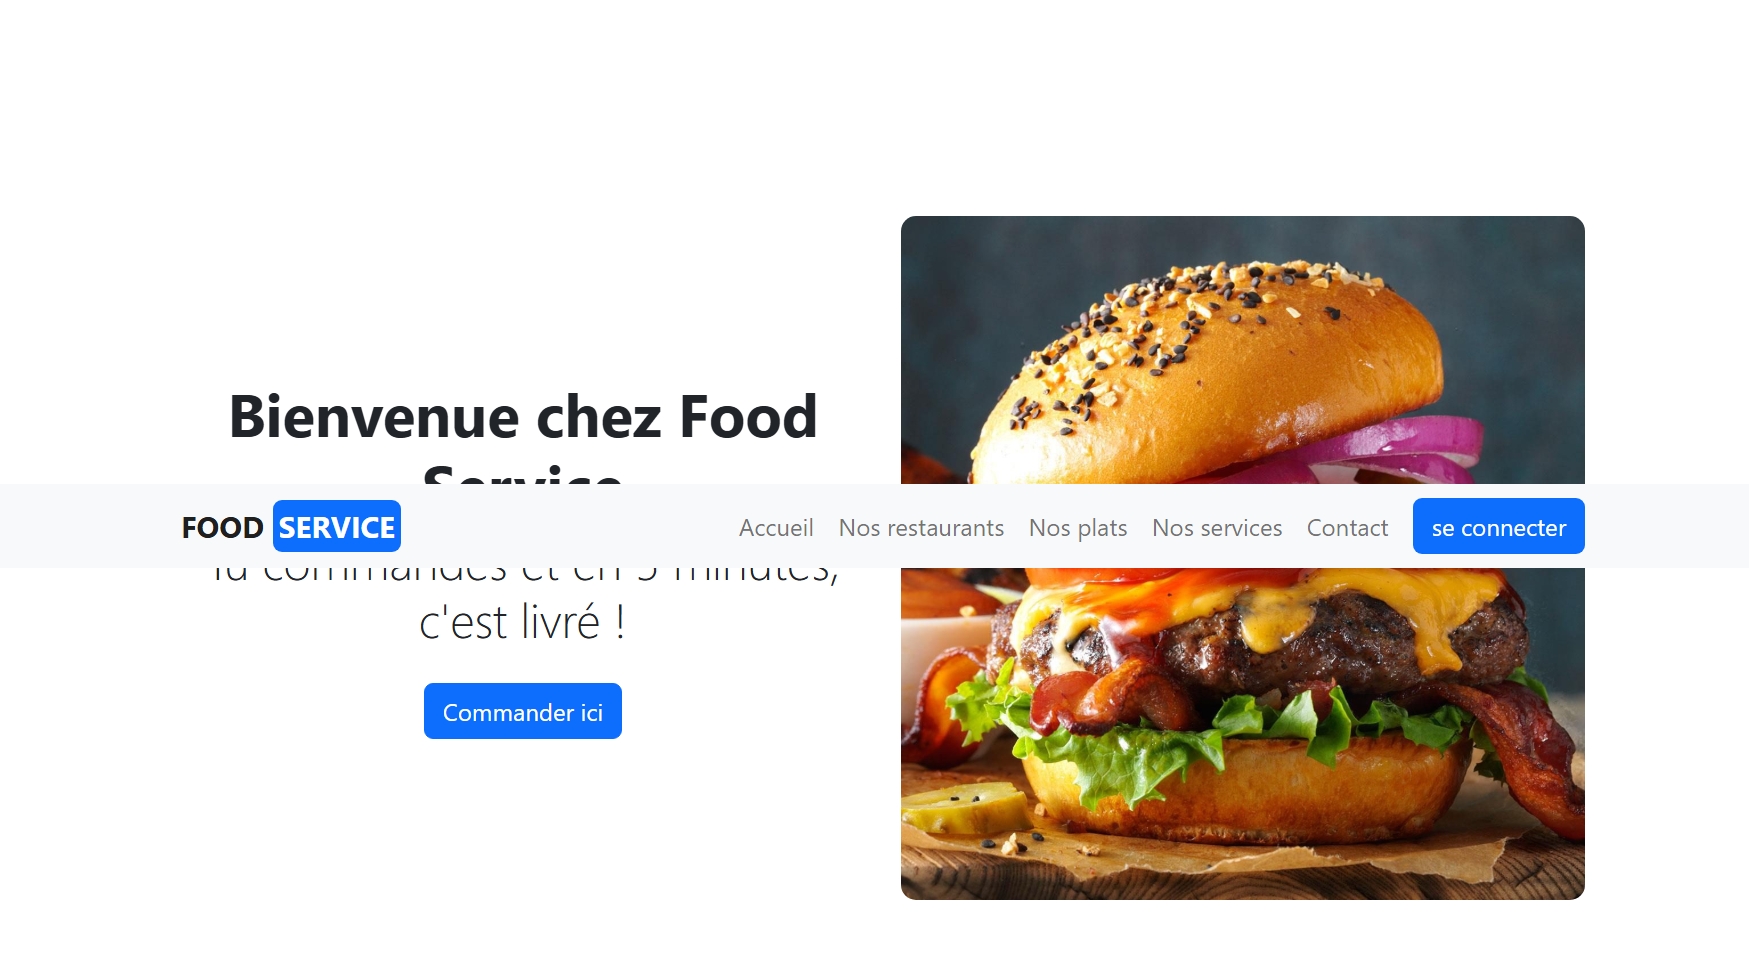 Bienvenue chez Food
Service
FOOD SERVICE
Accueil Nos restaurants Nos plats Nos services Contact se connecter
Tu commandes et en 5 minutes,
c'est livré !
Commander ici